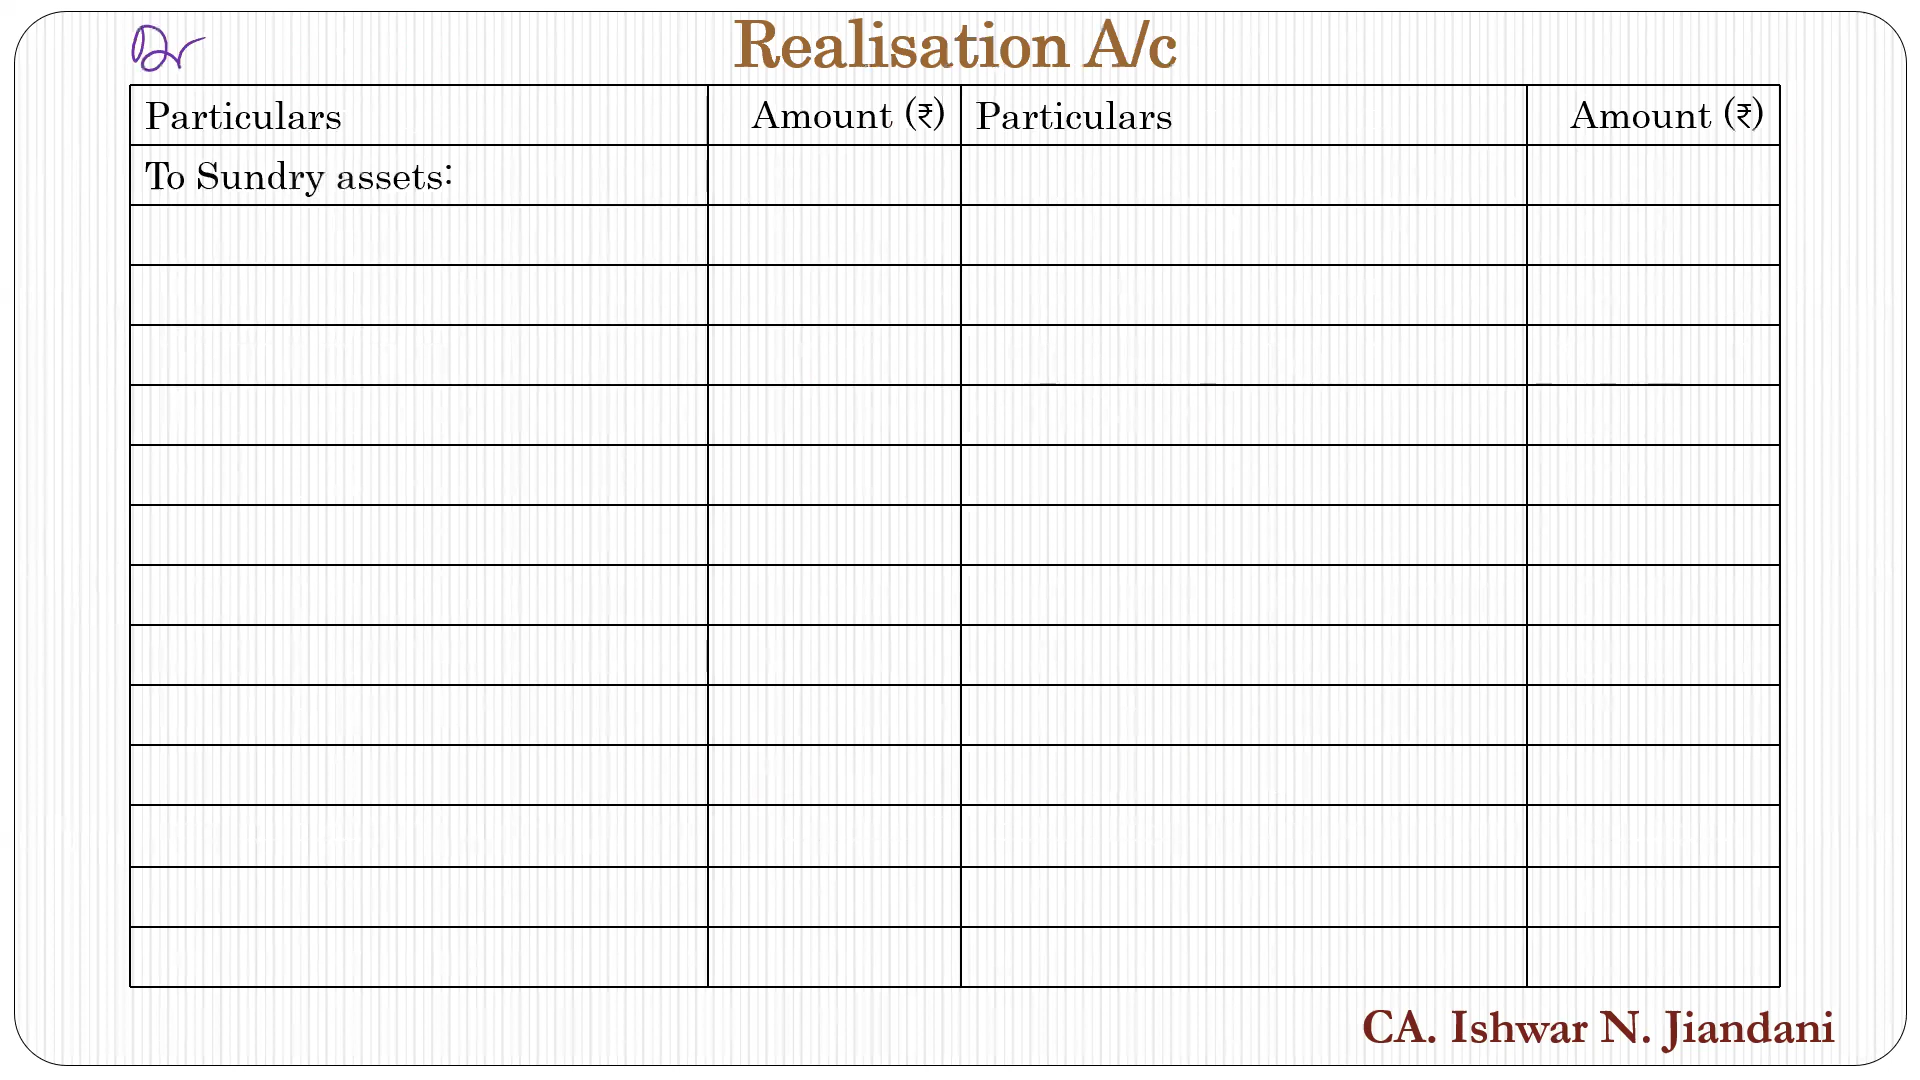 Dr
Realisation A/c
Particulars Amount (₹) Particulars Amount (₹)
To Sundry assets:
CA. Ishwar N. Jiandani